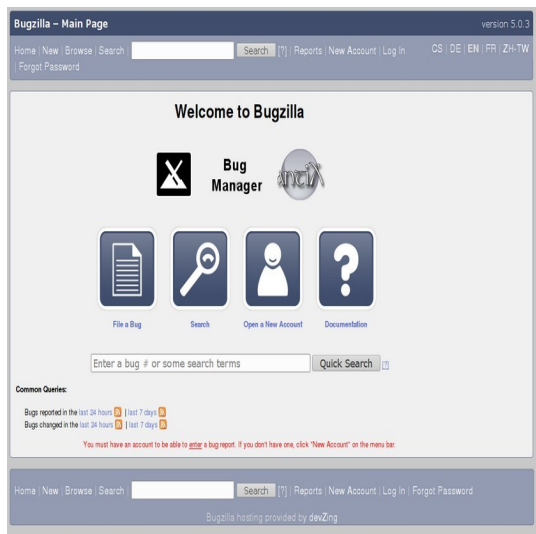 Bugzilla – Main Page
version 5.0.3
Home | New | Browse | Search | Search [?] | Reports | New Account | Log In
| Forgot Password
CS | DE | EN | FR | ZH-TW
Welcome to Bugzilla
Bug
Manager
antiX
File a Bug
Search
Open a New Account
Documentation
Enter a bug # or some search terms
Quick Search
[?]
Common Queries:
Bugs reported in the last 24 hours | last 7 days
Bugs changed in the last 24 hours | last 7 days
You must have an account to be able to enter a bug report. If you don't have one, click "New Account" on the menu bar.
Home | New | Browse | Search | Search [?] | Reports | New Account | Log In | Forgot Password
Bugzilla hosting provided by devZing